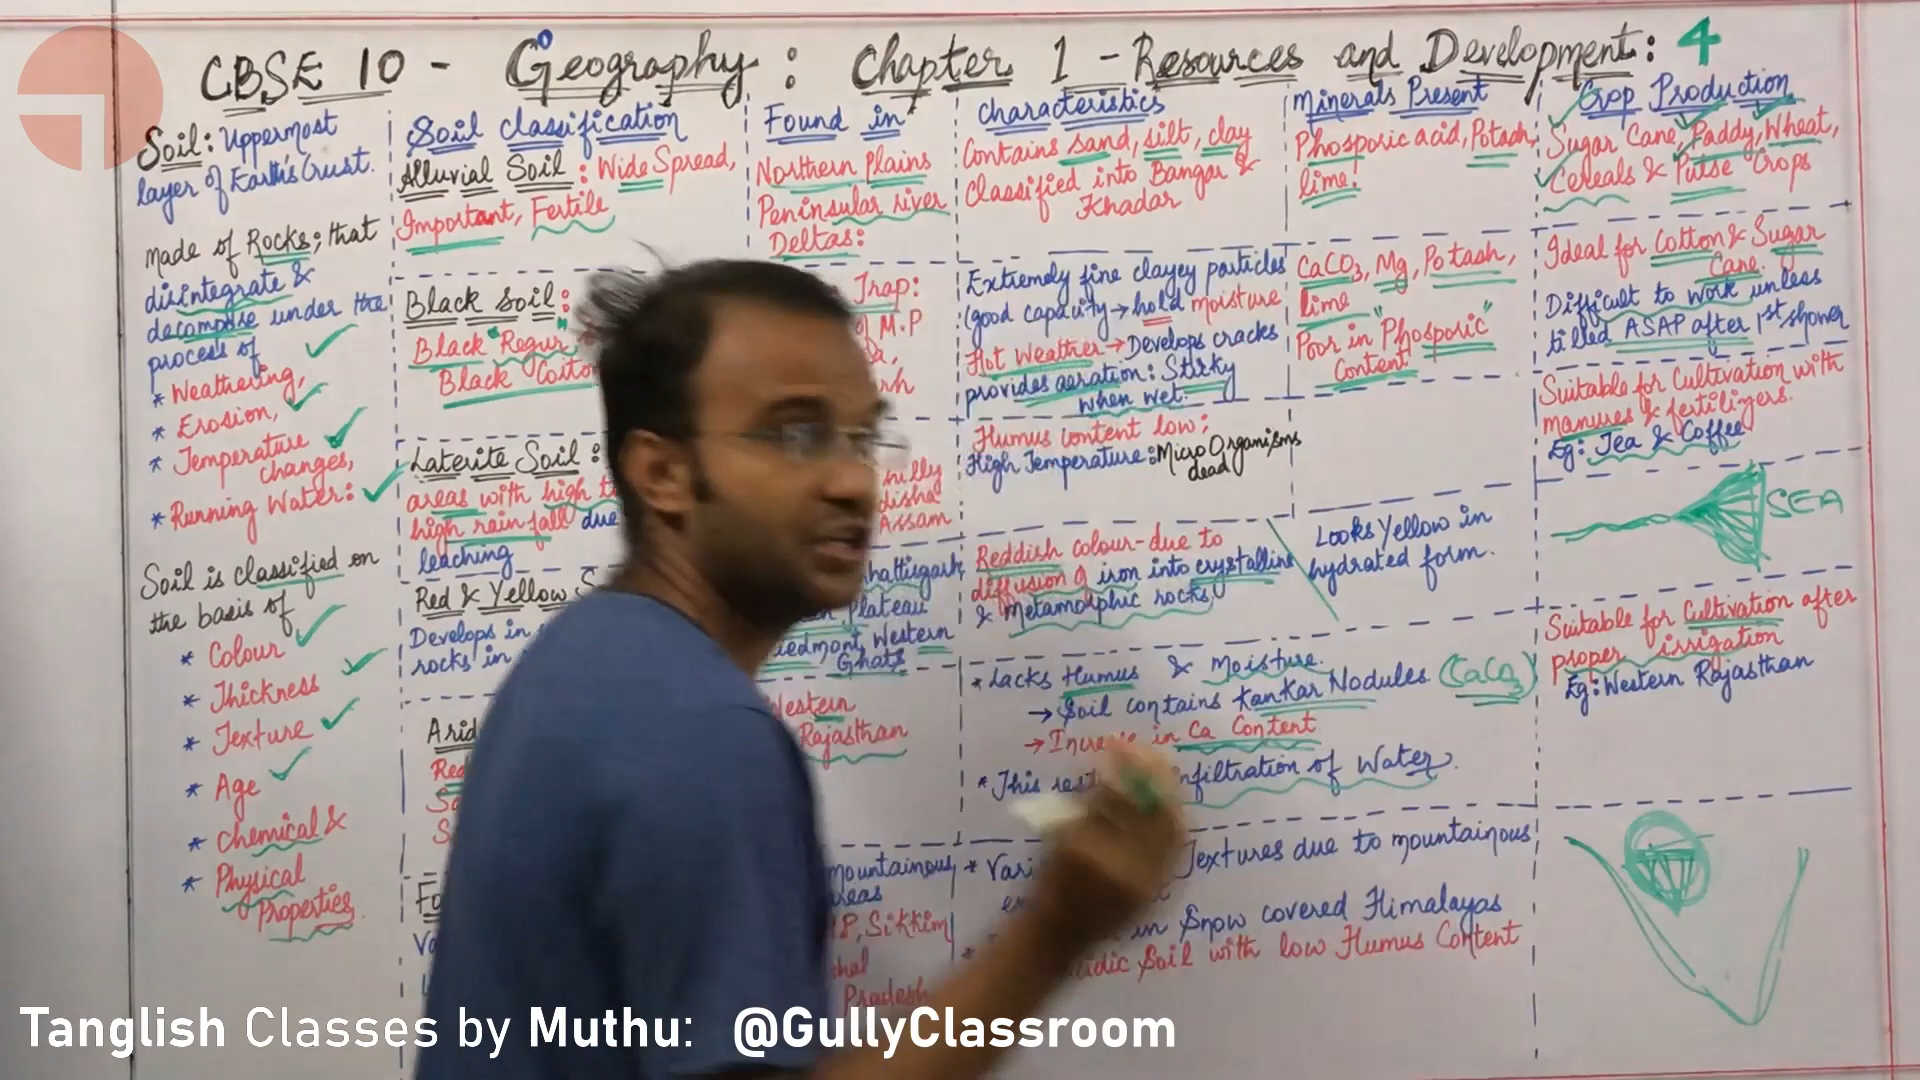 CBSE 10 - Geography : Chapter 1 - Resources and Development: 4
Soil: Uppermost
layer of Earth's Crust.
made of Rocks; that
disintegrate &
decompose under the
process of
* Weathering,
* Erosion,
* Temperature
changes,
* Running Water:
Soil is classified on
the basis of
* Colour
* Thickness
* Texture
* Age
* Chemical &
* Physical
Properties.
Soil classification
Alluvial Soil : Wide Spread,
Important, Fertile
Black Soil:
Black "Regur"
Black
Laterite Soil :
areas with high
high rainfall due
leaching
Red & Yellow
Develops in
rocks in
Arid
Found in
Northern Plains
Peninsular river
Deltas:
Trap:
M.P
hilly
Assam
Plateau
Western
Ghats
Western
Rajasthan
mountainous
Sikkim
Pradesh
Characteristics
Contains sand, silt, clay
Classified into Bangar &
Khadar
Extremely fine clayey particles
(good capacity → hold moisture
Hot Weather → Develops cracks
provides aeration: Stirky
when wet.
Humus content low;
High Temperature: Micro Organisms
dead
Reddish colour - due to
diffusion of iron into crystalline
& Metamorphic rocks.
* Lacks Humus & Moisture.
→ Soil contains Kankar Nodules (CaCO3)
→ Increase in Ca Content
* This infiltration of Water.
* Textures due to mountainous
in Snow covered Himalayas
Soil with low Humus Content
Minerals Present
Phosporic acid, Potash,
lime!
CaCO3, Mg, Potash,
lime
Poor in "Phosporic"
Content
Looks Yellow in
hydrated form.
Crop Production
Sugar Cane, Paddy, Wheat,
Cereals & Pulse Crops
Ideal for Cotton & Sugar
Cane.
Difficult to work unless
tilled ASAP after 1st shower
Suitable for Cultivation with
manures & fertilizers.
Eg: Tea & Coffee
SEA
Suitable for Cultivation after
proper irrigation
Eg: Western Rajasthan
Tanglish Classes by Muthu: @GullyClassroom